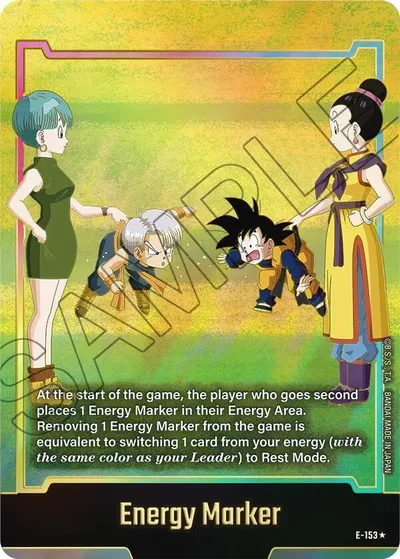 SAMPLE
At the start of the game, the player who goes second
places 1 Energy Marker in their Energy Area.
Removing 1 Energy Marker from the game is
equivalent to switching 1 card from your energy (with
the same color as your Leader) to Rest Mode.
©B.S./S.,T.A. BANDAI MADE IN JAPAN
Energy Marker
E-153★